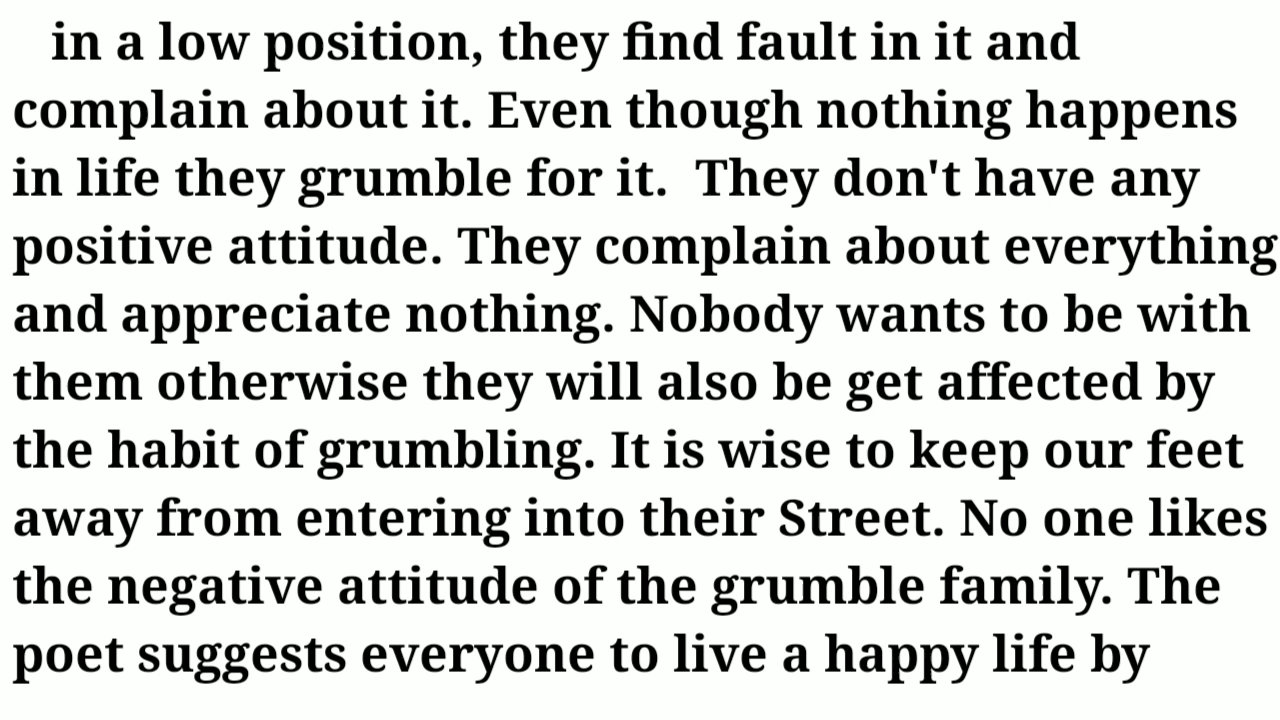 in a low position, they find fault in it and
complain about it. Even though nothing happens
in life they grumble for it.  They don't have any
positive attitude. They complain about everything
and appreciate nothing. Nobody wants to be with
them otherwise they will also be get affected by
the habit of grumbling. It is wise to keep our feet
away from entering into their Street. No one likes
the negative attitude of the grumble family. The
poet suggests everyone to live a happy life by